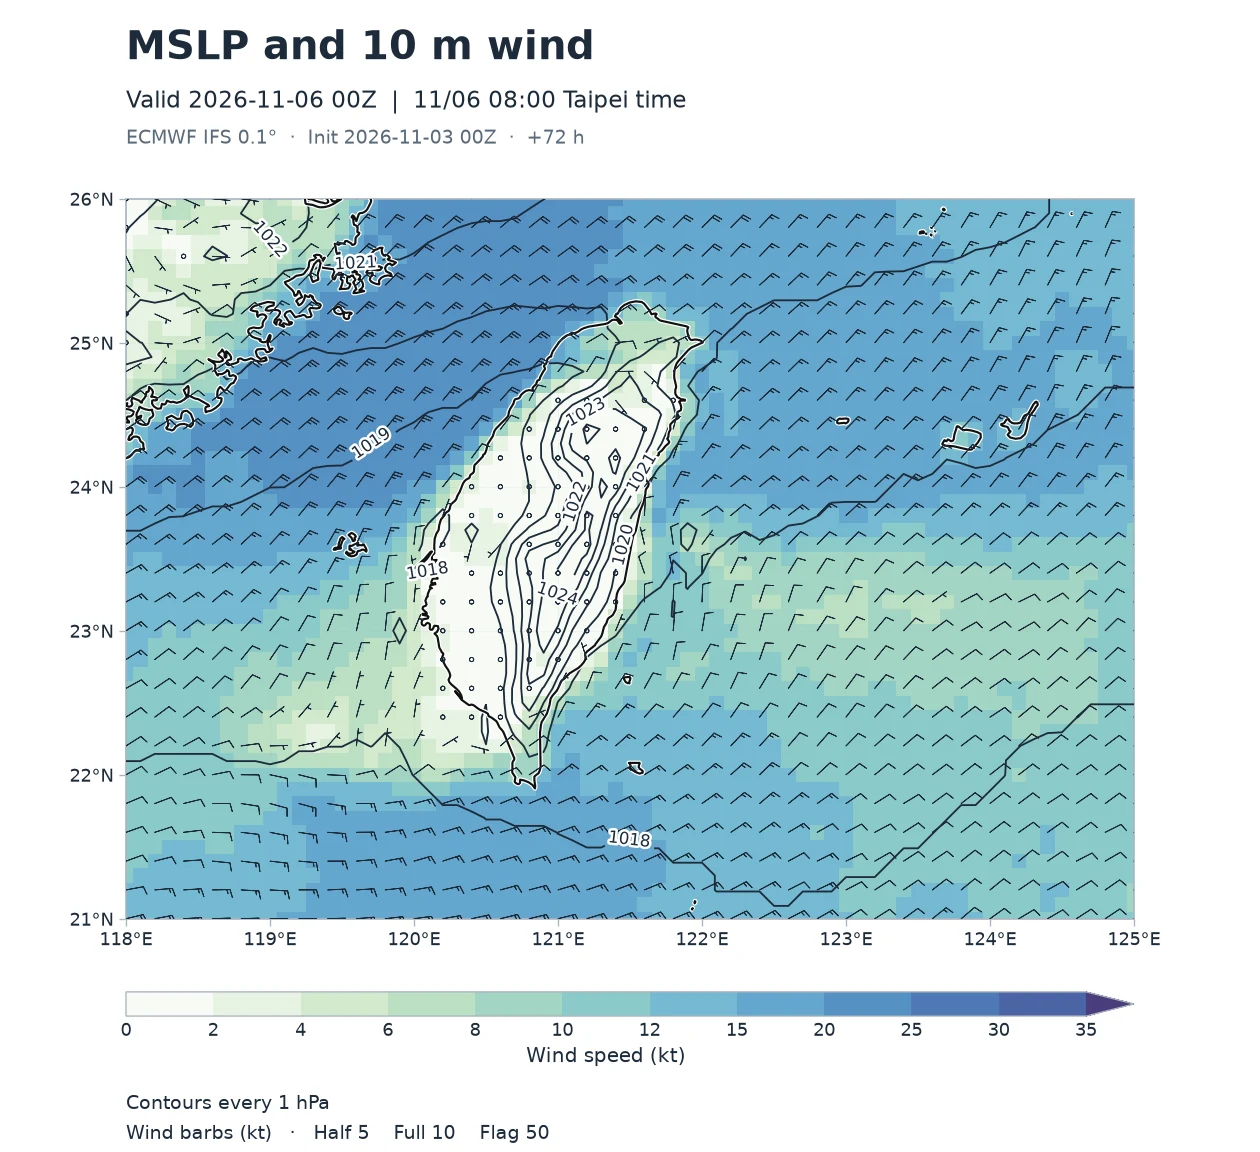 MSLP and 10 m wind
Valid 2026-11-06 00Z | 11/06 08:00 Taipei time
ECMWF IFS 0.1° · Init 2026-11-03 00Z · +72 h
26°N
25°N
24°N
23°N
22°N
21°N
1022
1021
1023
1019
1021
1022
1020
1018
1024
1018
118°E 119°E 120°E 121°E 122°E 123°E 124°E 125°E
0 2 4 6 8 10 12 15 20 25 30 35
Wind speed (kt)
Contours every 1 hPa
Wind barbs (kt) · Half 5 Full 10 Flag 50